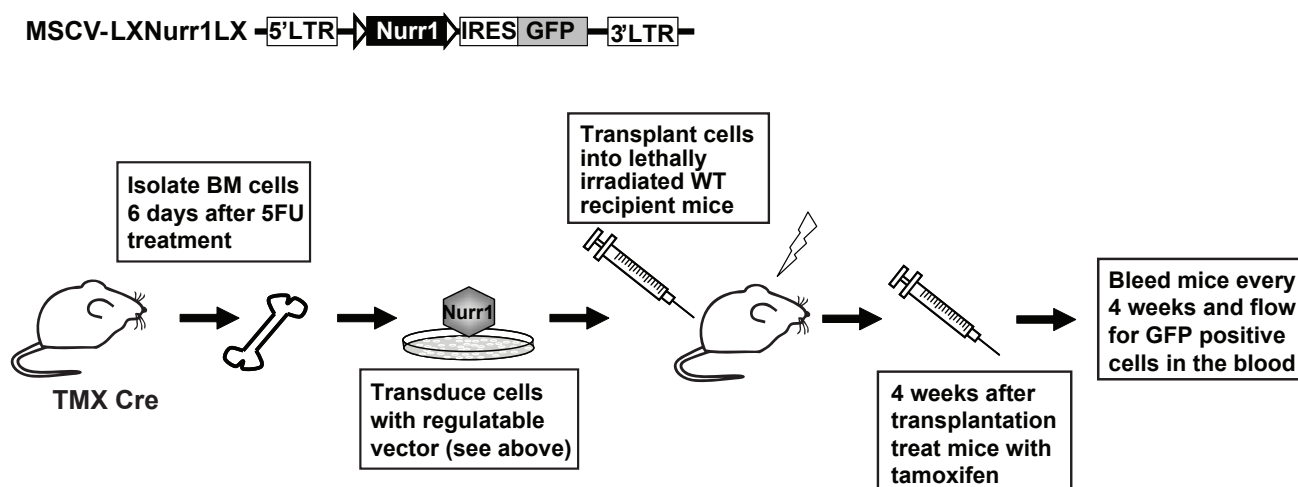 MSCV-LXNurr1LX 5'LTR Nurr1 IRES GFP 3'LTR
Isolate BM cells
6 days after 5FU
treatment
TMX Cre
Nurr1
Transduce cells
with regulatable
vector (see above)
Transplant cells
into lethally
irradiated WT
recipient mice
4 weeks after
transplantation
treat mice with
tamoxifen
Bleed mice every
4 weeks and flow
for GFP positive
cells in the blood